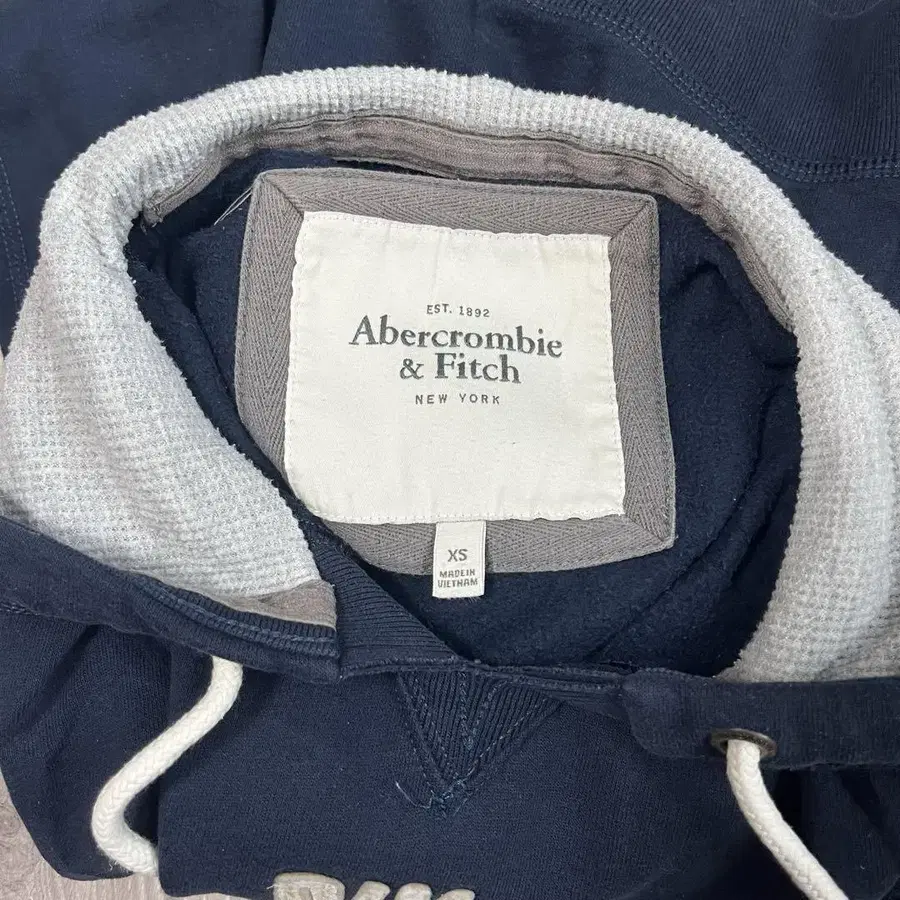 EST. 1892
Abercrombie
& Fitch
NEW YORK
XS
MADE IN
VIETNAM